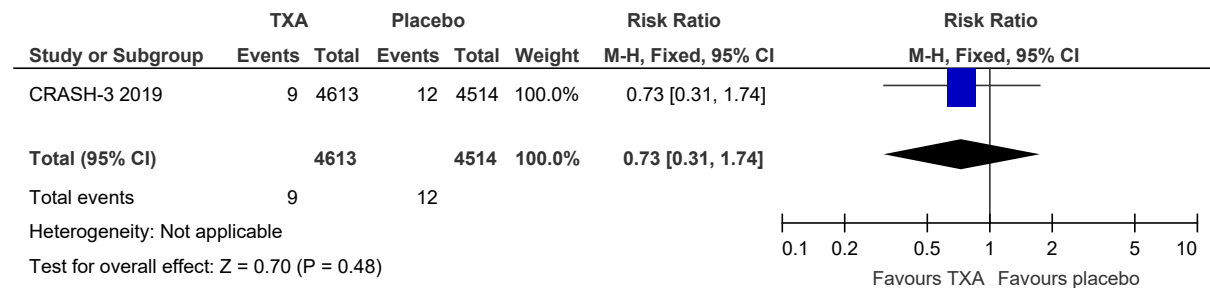 TXA Placebo Risk Ratio Risk Ratio
Study or Subgroup Events Total Events Total Weight M-H, Fixed, 95% CI M-H, Fixed, 95% CI
CRASH-3 2019 9 4613 12 4514 100.0% 0.73 [0.31, 1.74]
Total (95% CI) 4613 4514 100.0% 0.73 [0.31, 1.74]
Total events 9 12
Heterogeneity: Not applicable
Test for overall effect: Z = 0.70 (P = 0.48)
0.1 0.2 0.5 1 2 5 10
Favours TXA Favours placebo